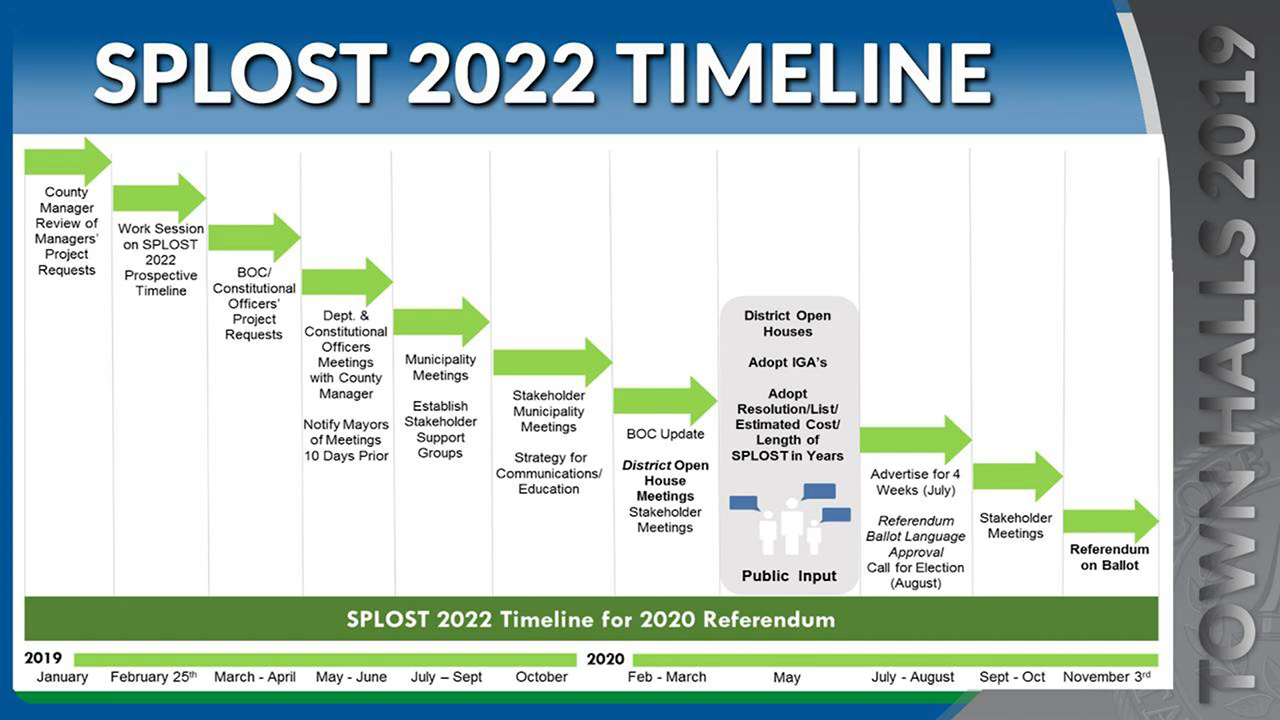 SPLOST 2022 TIMELINE
TOWN HALLS 2019
County
Manager
Review of
Managers’
Project
Requests
Work Session
on SPLOST
2022
Prospective
Timeline
BOC/
Constitutional
Officers’
Project
Requests
Dept. &
Constitutional
Officers
Meetings
with County
Manager
Notify Mayors
of Meetings
10 Days Prior
Municipality
Meetings
Establish
Stakeholder
Support
Groups
Stakeholder
Municipality
Meetings
Strategy for
Communications/
Education
BOC Update
District Open
House
Meetings
Stakeholder
Meetings
District Open
Houses
Adopt IGA’s
Adopt
Resolution/List/
Estimated Cost/
Length of
SPLOST in Years
Public Input
Advertise for 4
Weeks (July)
Referendum
Ballot Language
Approval
Call for Election
(August)
Stakeholder
Meetings
Referendum
on Ballot
SPLOST 2022 Timeline for 2020 Referendum
2019 2020
January February 25th March - April May - June July – Sept October Feb - March May July - August Sept - Oct November 3rd